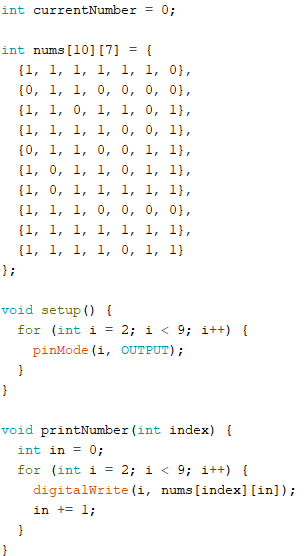 int currentNumber = 0;

int nums[10][7] = {
  {1, 1, 1, 1, 1, 1, 0},
  {0, 1, 1, 0, 0, 0, 0},
  {1, 1, 0, 1, 1, 0, 1},
  {1, 1, 1, 1, 0, 0, 1},
  {0, 1, 1, 0, 0, 1, 1},
  {1, 0, 1, 1, 0, 1, 1},
  {1, 0, 1, 1, 1, 1, 1},
  {1, 1, 1, 0, 0, 0, 0},
  {1, 1, 1, 1, 1, 1, 1},
  {1, 1, 1, 1, 0, 1, 1}
};

void setup() {
  for (int i = 2; i < 9; i++) {
    pinMode(i, OUTPUT);
  }
}

void printNumber(int index) {
  int in = 0;
  for (int i = 2; i < 9; i++) {
    digitalWrite(i, nums[index][in]);
    in += 1;
  }
}